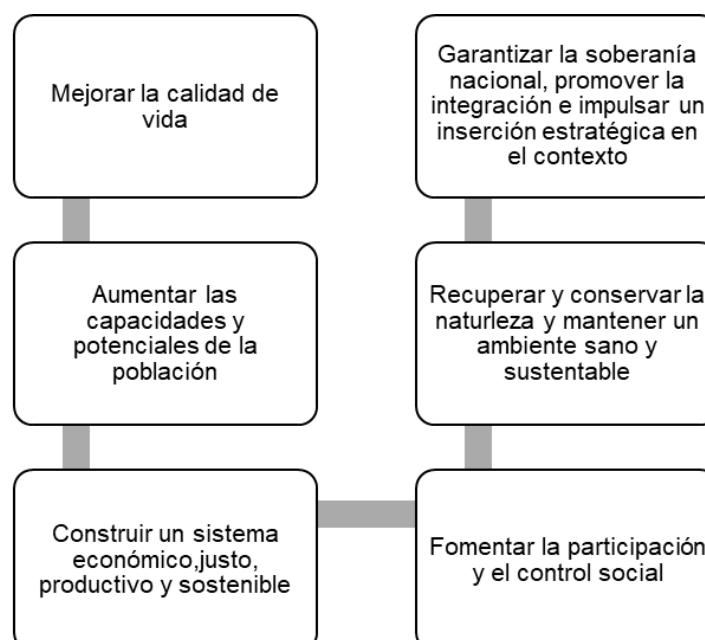 Mejorar la calidad de
vida
Aumentar las
capacidades y
potenciales de la
población
Construir un sistema
económico,justo,
productivo y sostenible
Fomentar la participación
y el control social
Recuperar y conservar la
naturleza y mantener un
ambiente sano y
sustentable
Garantizar la soberanía
nacional, promover la
integración e impulsar un
inserción estratégica en
el contexto